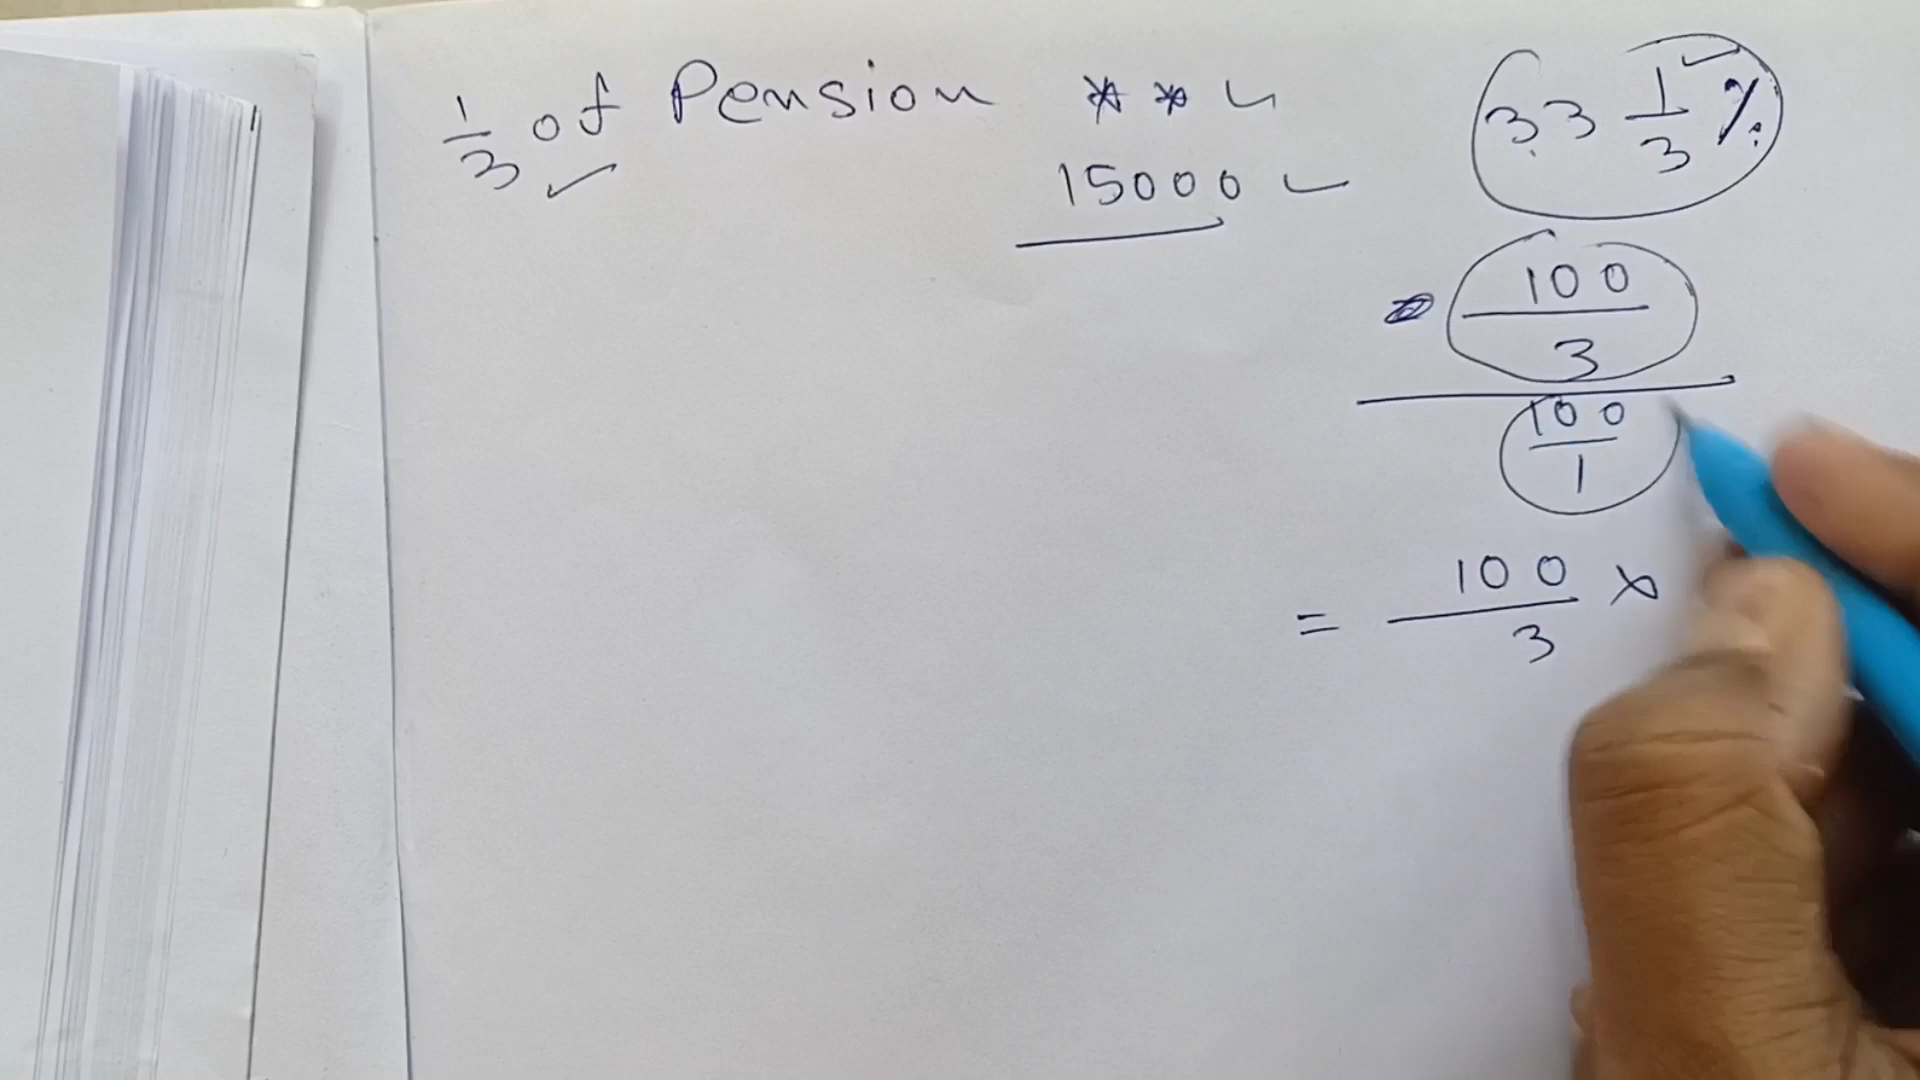 1/3 of Pension ** ✓
15000 ✓
33 1/3 %
100
3
100
1
= 100/3 ×